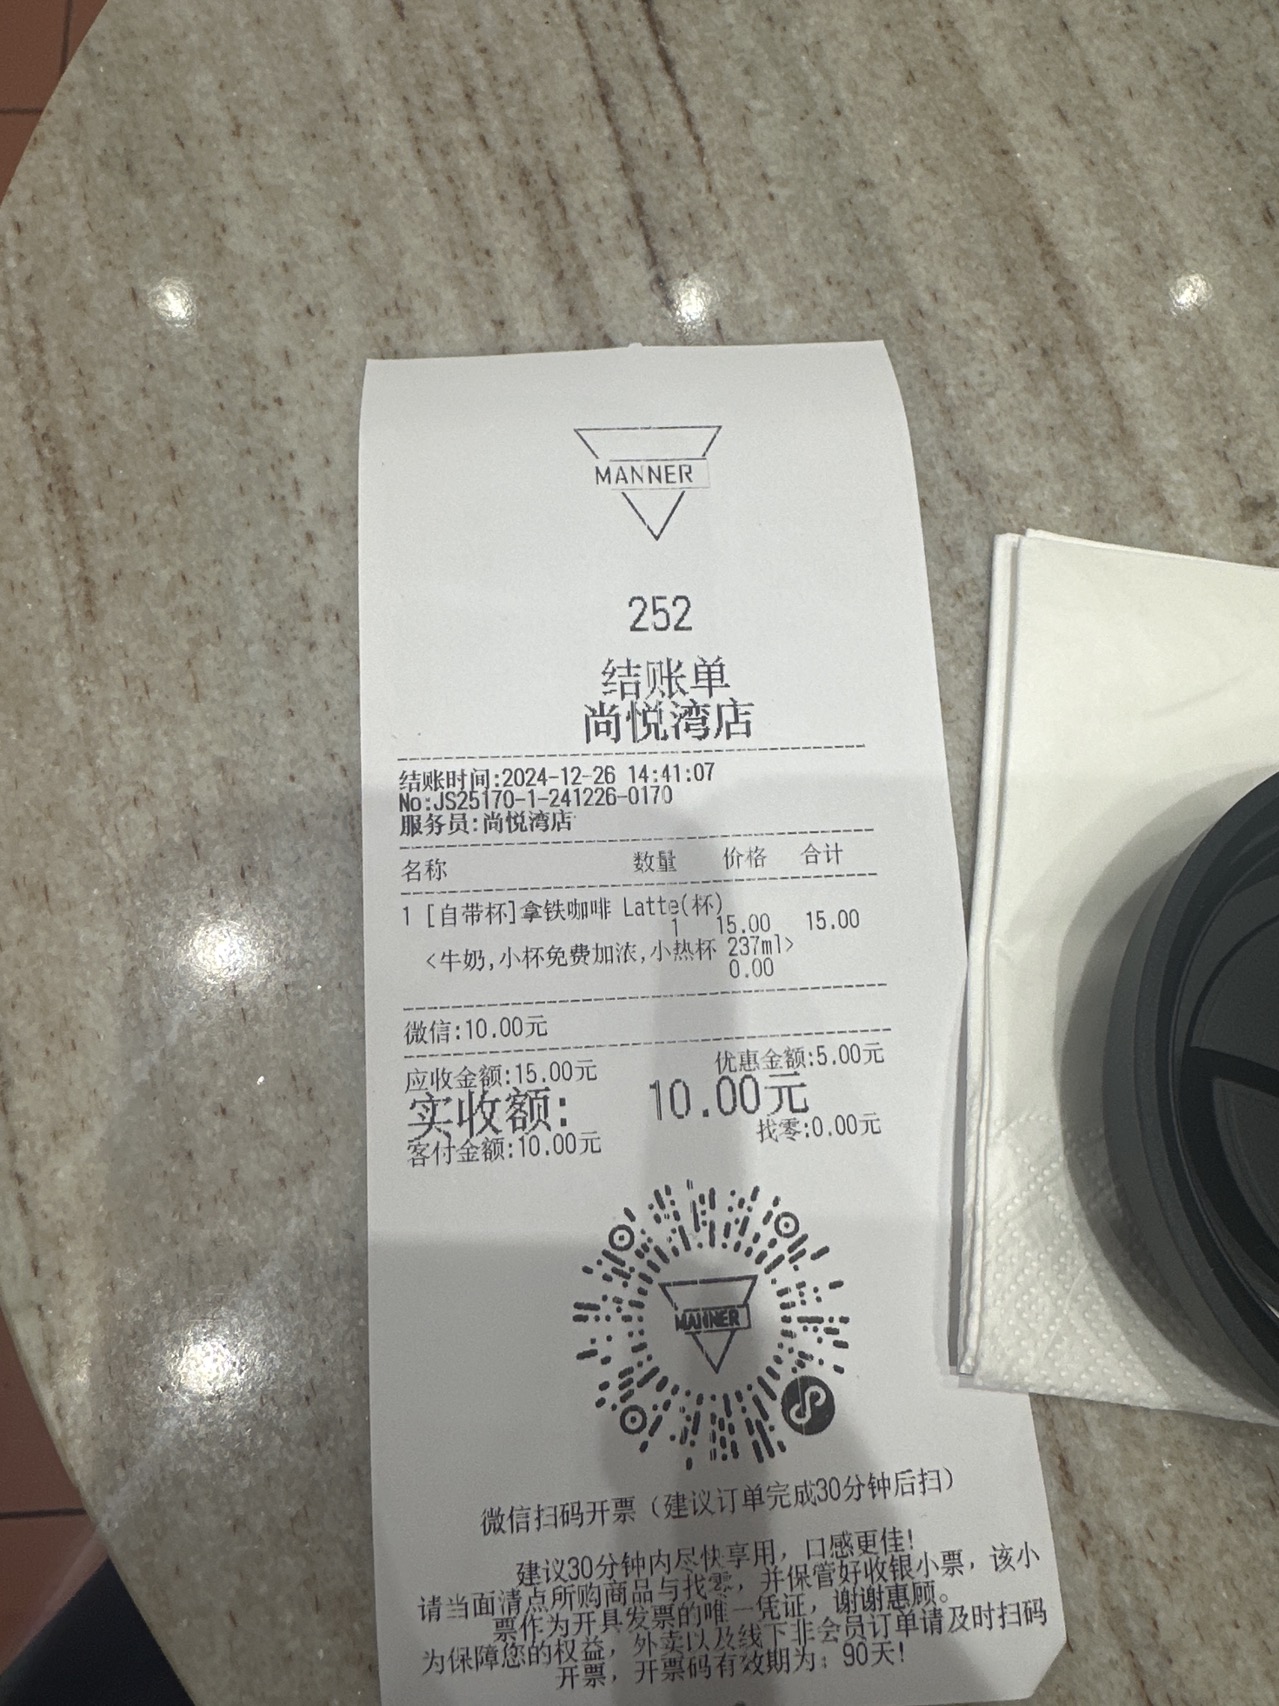 MANNER
252
结账单
尚悦湾店
结账时间:2024-12-26 14:41:07
No:JS25170-1-241226-0170
服务员:尚悦湾店
名称 数量 价格 合计
1 [自带杯]拿铁咖啡 Latte(杯)
1 15.00 15.00
<牛奶,小杯免费加浓,小热杯 237ml>
0.00
微信:10.00元
应收金额:15.00元 优惠金额:5.00元
实收额: 10.00元
客付金额:10.00元 找零:0.00元
MANNER
微信扫码开票（建议订单完成30分钟后扫）
建议30分钟内尽快享用，口感更佳！
请当面清点所购商品与找零，并保管好收银小票，该小
票作为开具发票的唯一凭证，谢谢惠顾。
为保障您的权益，外卖以及线下非会员订单请及时扫码
开票，开票码有效期为：90天！